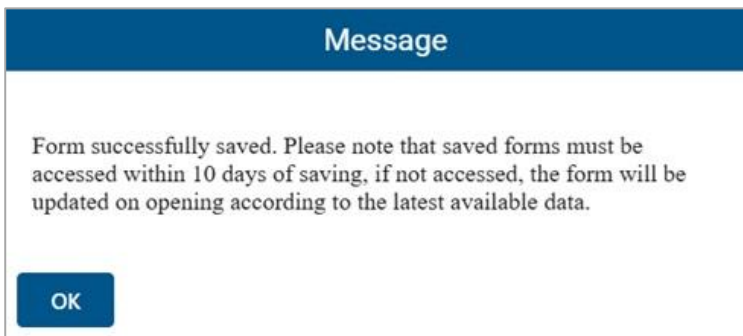 Message
Form successfully saved. Please note that saved forms must be
accessed within 10 days of saving, if not accessed, the form will be
updated on opening according to the latest available data.
OK